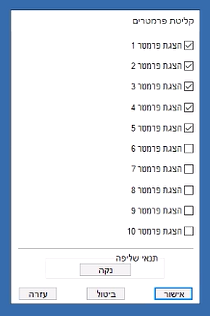 קליטת פרמטרים
הצגת פרמטר 1
הצגת פרמטר 2
הצגת פרמטר 3
הצגת פרמטר 4
הצגת פרמטר 5
הצגת פרמטר 6
הצגת פרמטר 7
הצגת פרמטר 8
הצגת פרמטר 9
הצגת פרמטר 10
תנאי שליפה
נקה
אישור ביטול עזרה